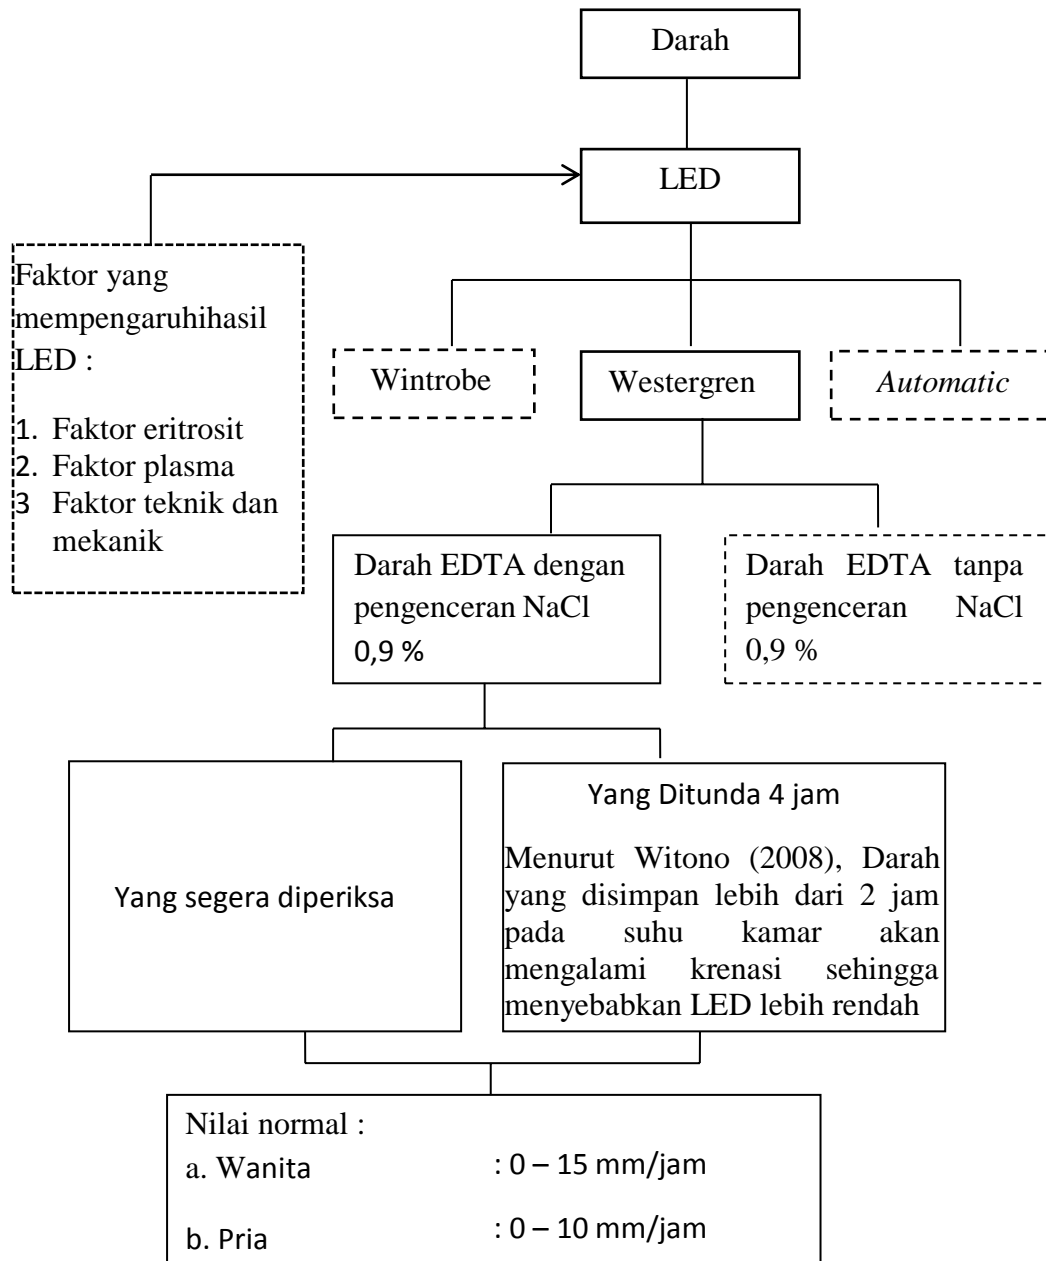 Darah
LED
Faktor yang
mempengaruhihasil
LED :
1. Faktor eritrosit
2. Faktor plasma
3 Faktor teknik dan
mekanik
Wintrobe
Westergren
Automatic
Darah EDTA dengan
pengenceran NaCl
0,9 %
Darah EDTA tanpa
pengenceran NaCl
0,9 %
Yang segera diperiksa
Yang Ditunda 4 jam
Menurut Witono (2008), Darah
yang disimpan lebih dari 2 jam
pada suhu kamar akan
mengalami krenasi sehingga
menyebabkan LED lebih rendah
Nilai normal :
a. Wanita : 0 – 15 mm/jam
b. Pria : 0 – 10 mm/jam